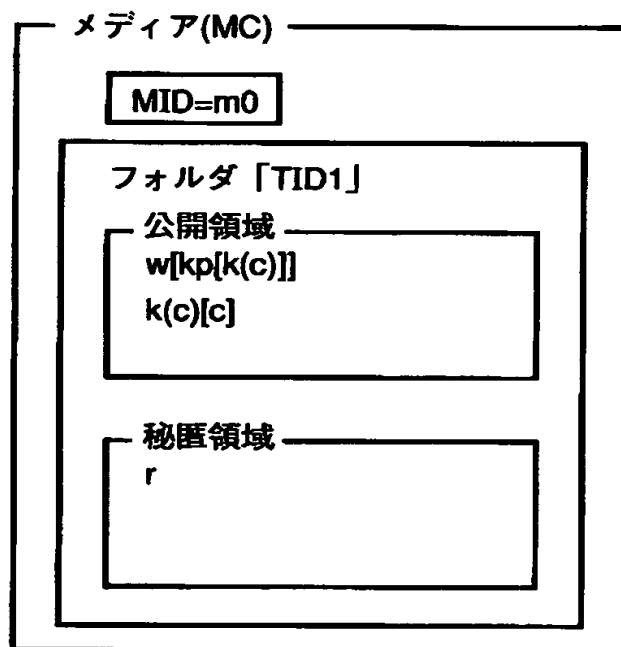 メディア(MC)
MID=m0
フォルダ「TID1」
公開領域
w[kp[k(c)]]
k(c)[c]
秘匿領域
r